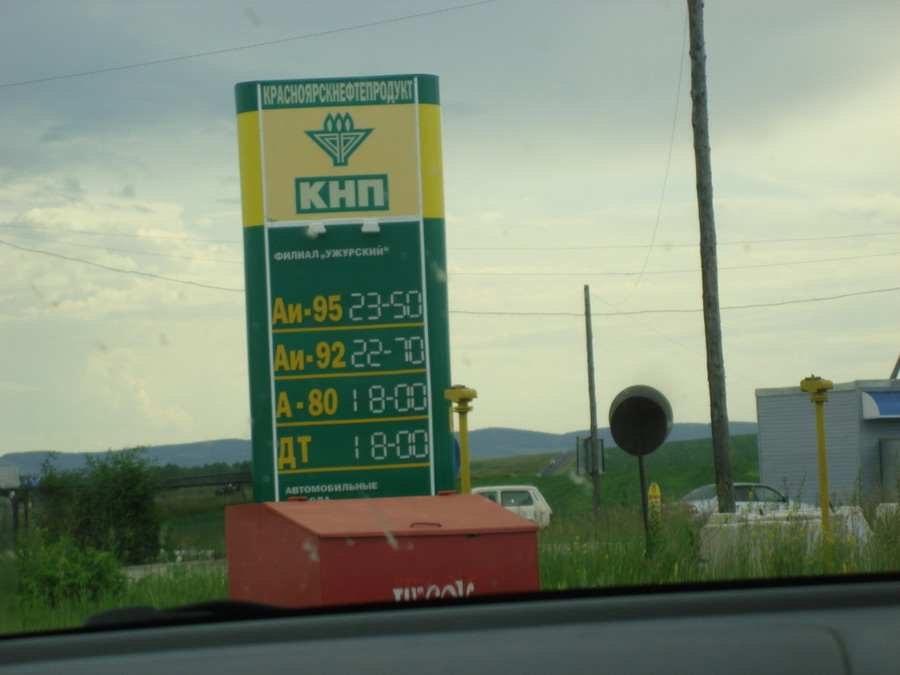 КРАСНОЯРСКНЕФТЕПРОДУКТ
КНП
ФИЛИАЛ „УЖУРСКИЙ“
Аи-95 23-50
Аи-92 22-70
А-80 18-00
ДТ 18-00
АВТОМОБИЛЬНЫЕ